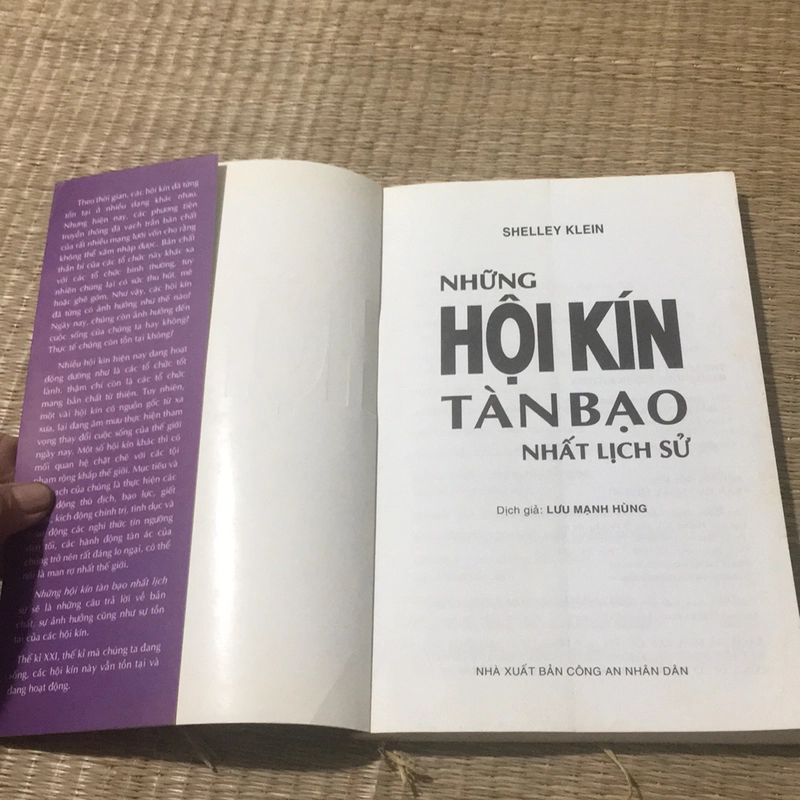 Theo thời gian, các hội kín đã từng
tồn tại ở nhiều dạng khác nhau.
Nhưng hiện nay, các phương tiện
truyền thông đã vạch trần bản chất
của rất nhiều mạng lưới vốn cho rằng
không thể xâm nhập được. Bản chất
thần bí của các tổ chức này khác xa
với các tổ chức bình thường, tuy
nhiên chúng lại có sức thu hút, mê
hoặc ghê gớm. Như vậy, các hội kín
đã từng có ảnh hưởng như thế nào?
Ngày nay, chúng còn ảnh hưởng đến
cuộc sống của chúng ta hay không?
Thực tế chúng còn tồn tại không?
Nhiều hội kín hiện nay đang hoạt
động dường như là các tổ chức tốt
lành, thậm chí còn là các tổ chức
mang bản chất từ thiện. Tuy nhiên,
một vài hội kín có nguồn gốc từ xa
xưa, lại đang âm mưu thực hiện tham
vọng thay đổi cuộc sống của thế giới
ngày nay. Một số hội kín khác thì có
mối quan hệ chặt chẽ với các tội
phạm rộng khắp thế giới. Mục tiêu và
hoạch của chúng là thực hiện các
động thù địch, bạo lực, giết
kích động chính trị, tình dục và
động các nghi thức tín ngưỡng
tối, các hành động tàn ác của
chúng trở nên rất đáng lo ngại, có thể
nói là man rợ nhất thế giới.
Những hội kín tàn bạo nhất lịch
sử sẽ là những câu trả lời về bản
chất, sự ảnh hưởng cũng như sự tồn
tại của các hội kín.
Thế kỉ XXI, thế kỉ mà chúng ta đang
sống, các hội kín này vẫn tồn tại và
đang hoạt động.
SHELLEY KLEIN
NHỮNG
HỘI KÍN
TÀN BẠO
NHẤT LỊCH SỬ
Dịch giả: LƯU MẠNH HÙNG
NHÀ XUẤT BẢN CÔNG AN NHÂN DÂN